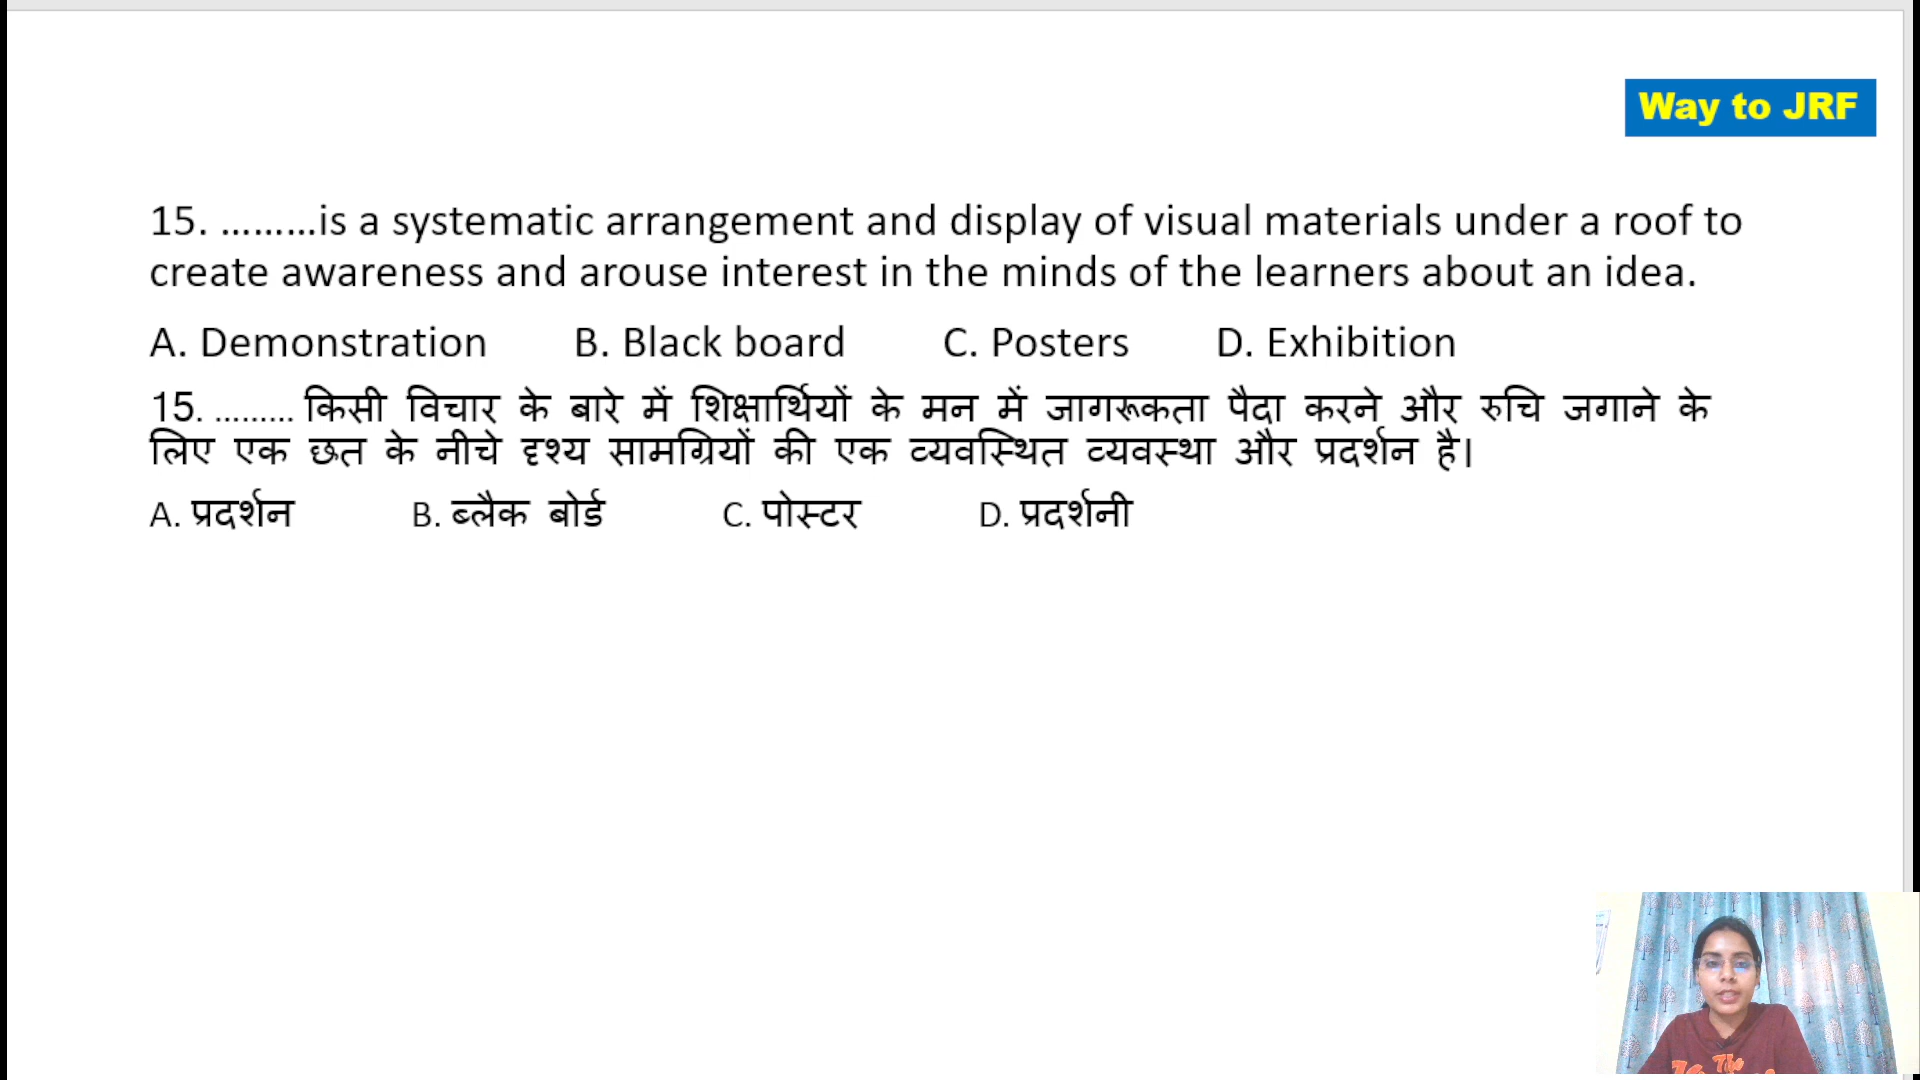 Way to JRF
15. .........is a systematic arrangement and display of visual materials under a roof to
create awareness and arouse interest in the minds of the learners about an idea.
A. Demonstration B. Black board C. Posters D. Exhibition
15. ......... किसी विचार के बारे में शिक्षार्थियों के मन में जागरूकता पैदा करने और रुचि जगाने के
लिए एक छत के नीचे दृश्य सामग्रियों की एक व्यवस्थित व्यवस्था और प्रदर्शन है।
A. प्रदर्शन B. ब्लैक बोर्ड C. पोस्टर D. प्रदर्शनी
The